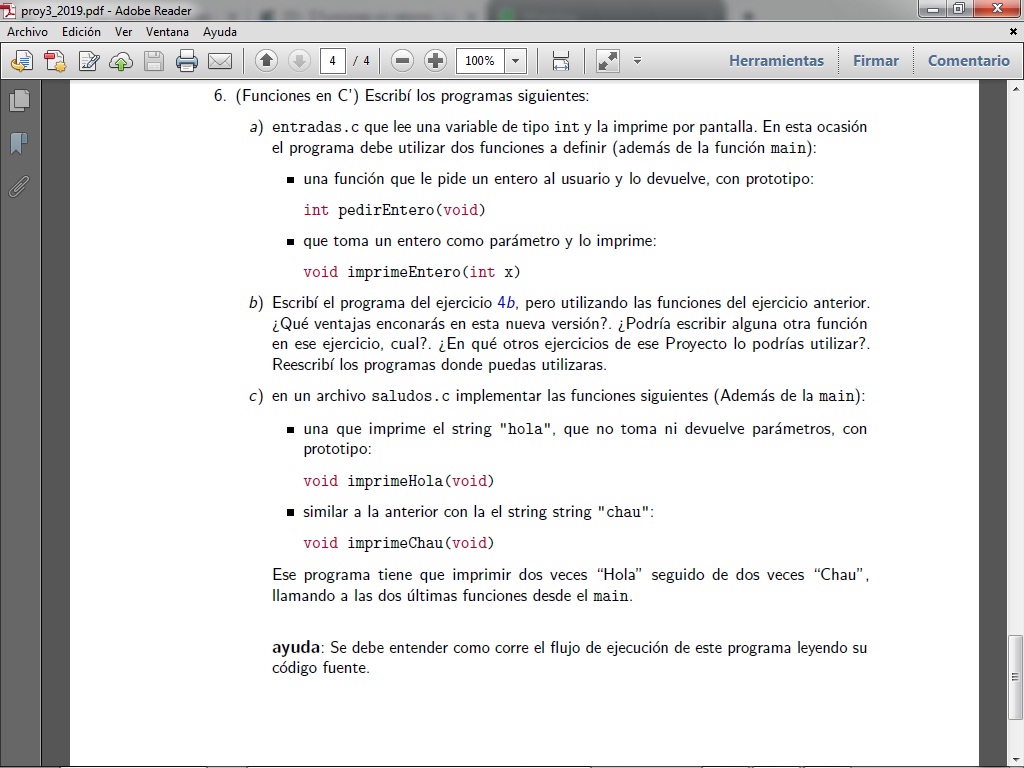 proy3_2019.pdf - Adobe Reader
Archivo Edición Ver Ventana Ayuda
4 / 4 100% Herramientas Firmar Comentario
6. (Funciones en C') Escribí los programas siguientes:
a) entradas.c que lee una variable de tipo int y la imprime por pantalla. En esta ocasión
el programa debe utilizar dos funciones a definir (además de la función main):
una función que le pide un entero al usuario y lo devuelve, con prototipo:
int pedirEntero(void)
que toma un entero como parámetro y lo imprime:
void imprimeEntero(int x)
b) Escribí el programa del ejercicio 4b, pero utilizando las funciones del ejercicio anterior.
¿Qué ventajas enconarás en esta nueva versión?. ¿Podría escribir alguna otra función
en ese ejercicio, cual?. ¿En qué otros ejercicios de ese Proyecto lo podrías utilizar?.
Reescribí los programas donde puedas utilizaras.
c) en un archivo saludos.c implementar las funciones siguientes (Además de la main):
una que imprime el string "hola", que no toma ni devuelve parámetros, con
prototipo:
void imprimeHola(void)
similar a la anterior con la el string string "chau":
void imprimeChau(void)
Ese programa tiene que imprimir dos veces “Hola” seguido de dos veces “Chau”,
llamando a las dos últimas funciones desde el main.
ayuda: Se debe entender como corre el flujo de ejecución de este programa leyendo su
código fuente.